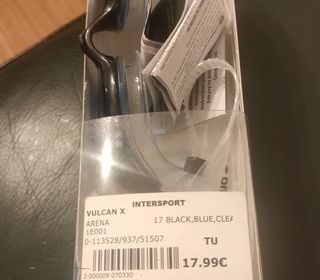 INTERSPORT
VULCAN X
ARENA 17 BLACK,BLUE,CLEA
1E001
0-113528/937/51507 TU
17.99€
2 000009 070330